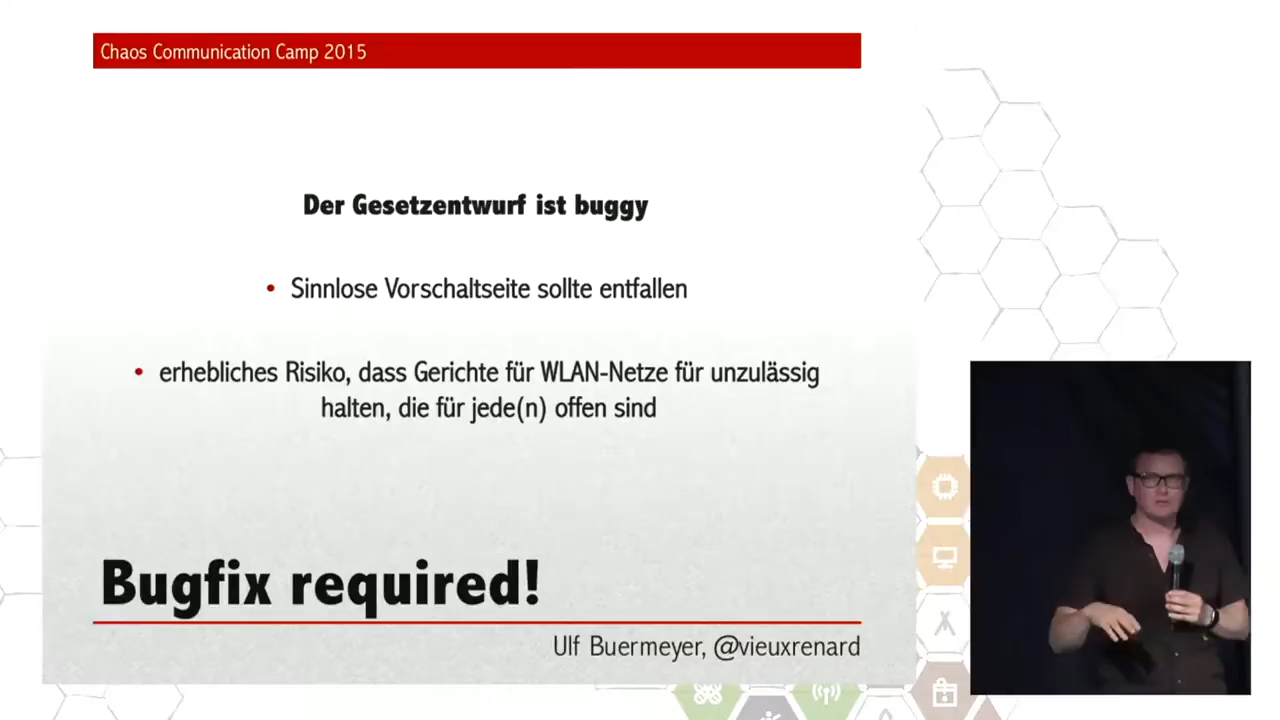 Chaos Communication Camp 2015
Der Gesetzentwurf ist buggy
• Sinnlose Vorschaltseite sollte entfallen
• erhebliches Risiko, dass Gerichte für WLAN-Netze für unzulässig
halten, die für jede(n) offen sind
Bugfix required!
Ulf Buermeyer, @vieuxrenard